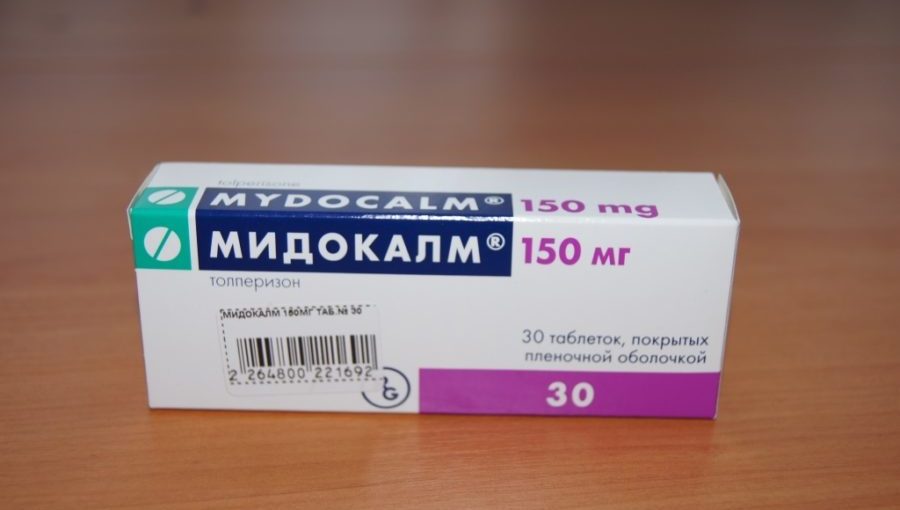 tolperisone
MYDOCALM® 150 mg
МИДОКАЛМ® 150 мг
толперизон
МИДОКАЛМ 150МГ ТАБ.№ 30
2 264800 221692
30 таблеток, покрытых
пленочной оболочкой
G
30